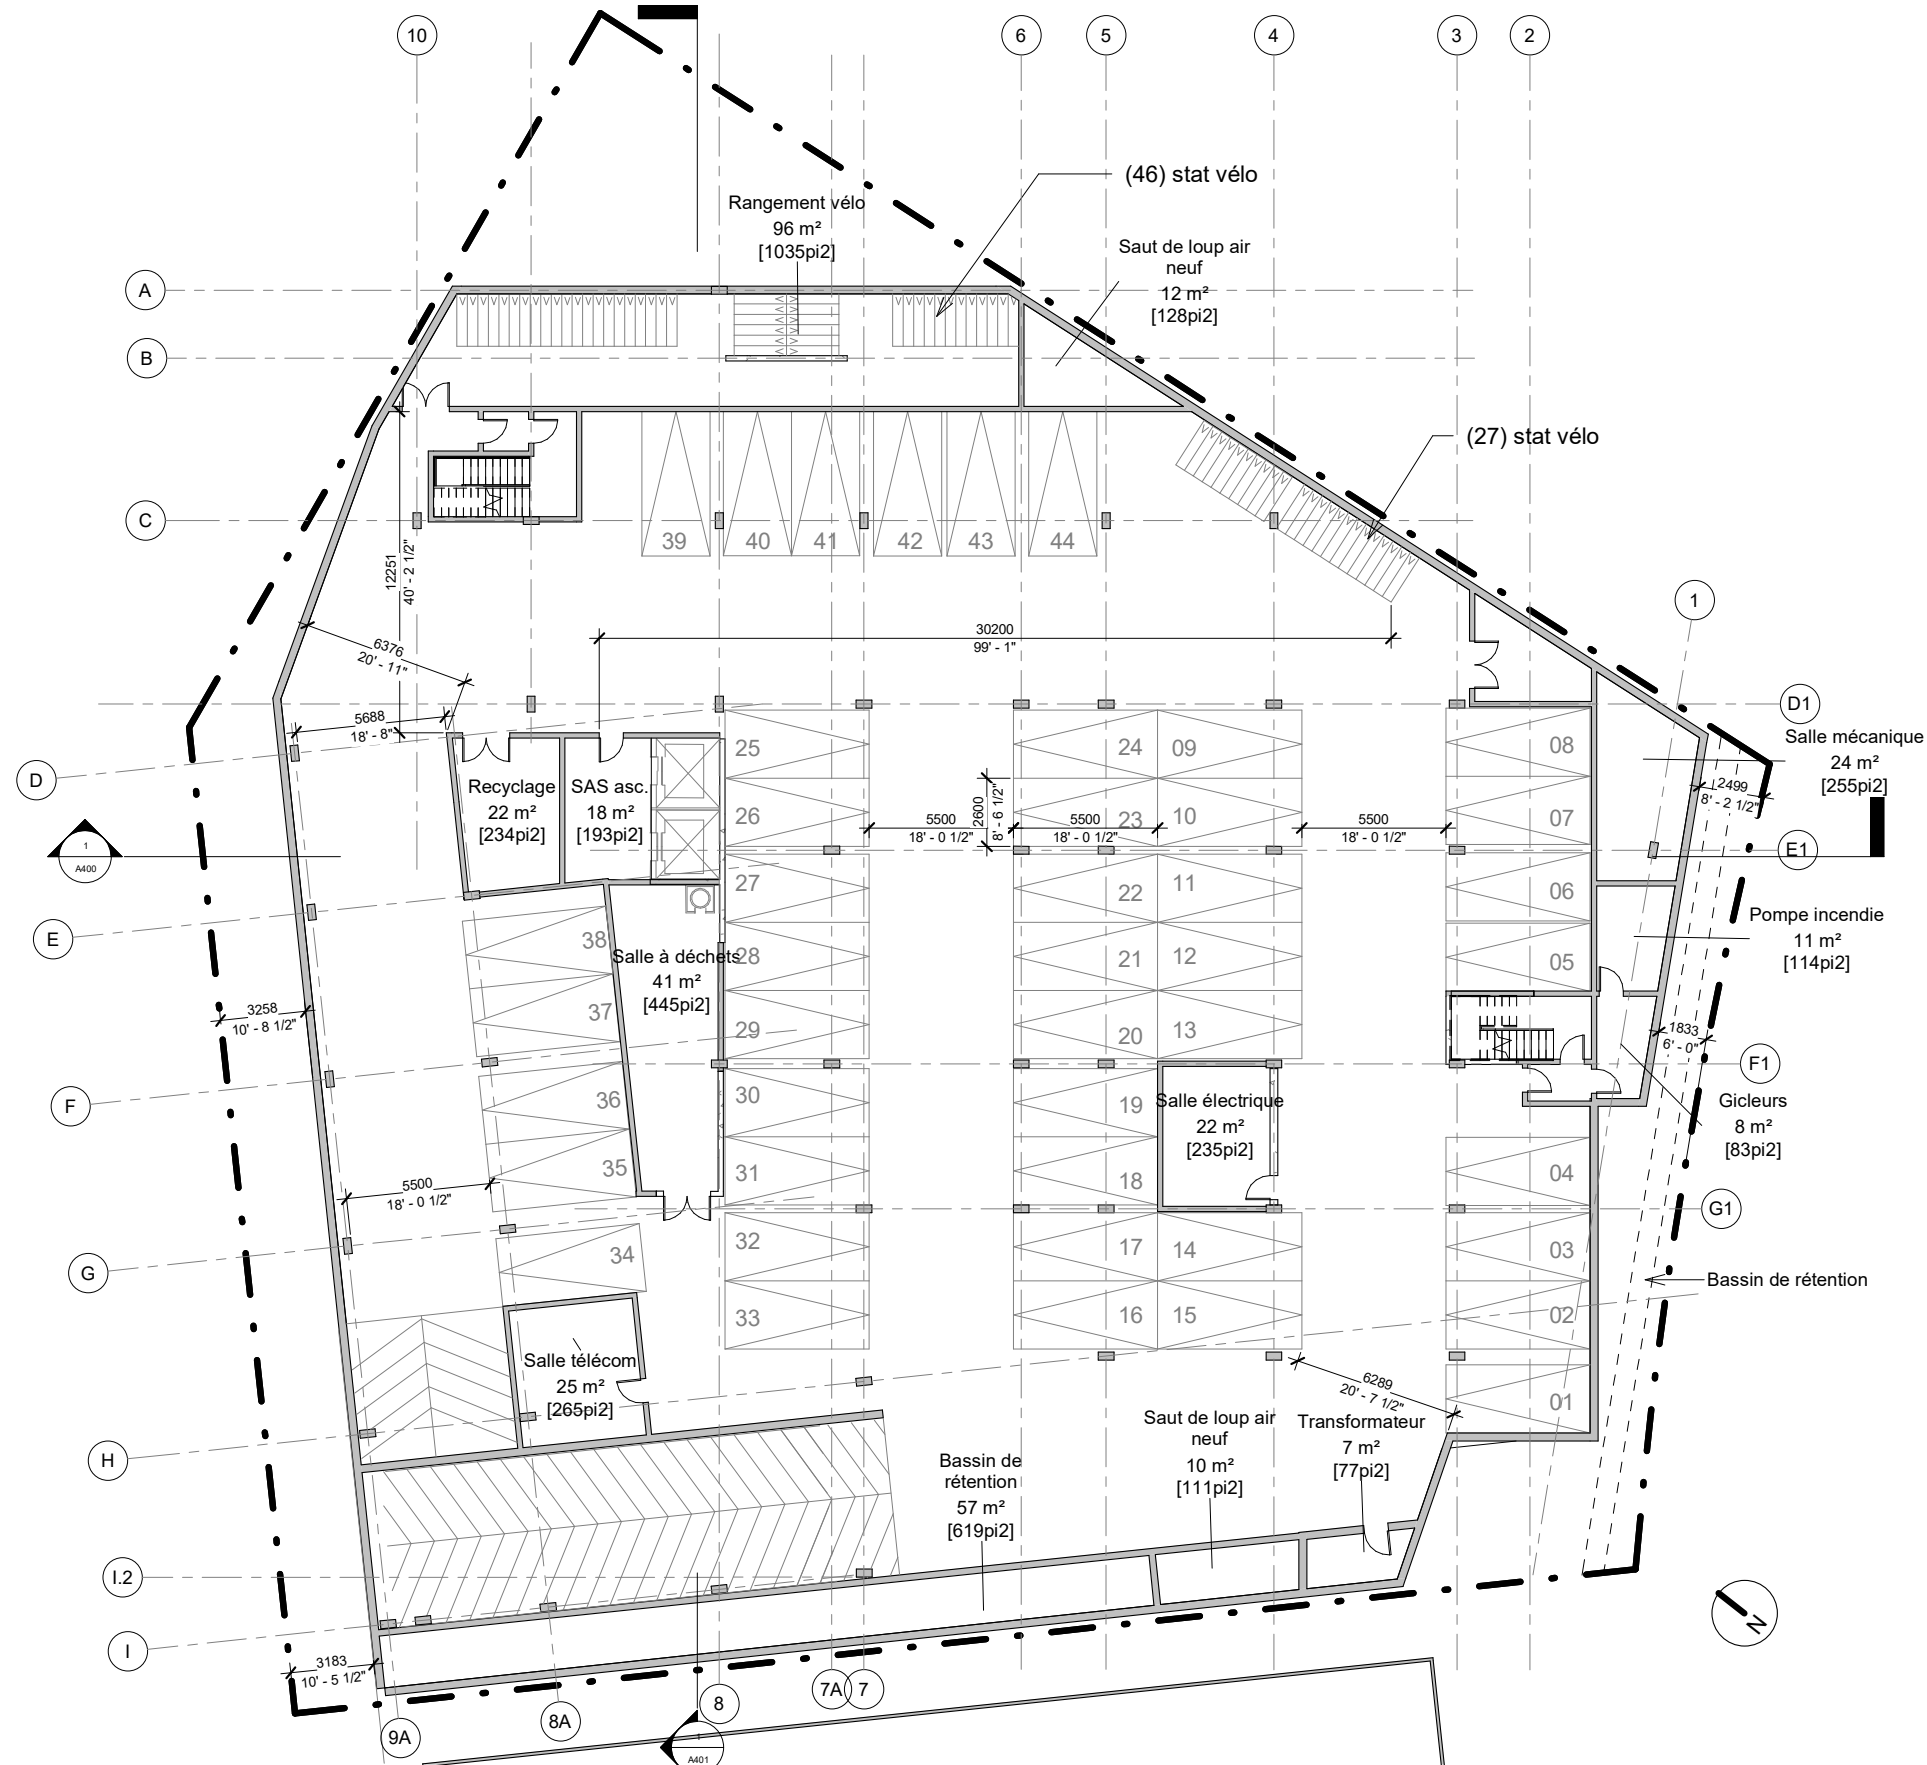 10
6
5
4
3
2
(46) stat vélo
Rangement vélo
96 m²
[1035pi2]
Saut de loup air
neuf
12 m²
[128pi2]
A
B
(27) stat vélo
C
39
40
41
42
43
44
12251
40' - 2 1/2"
1
6376
20' - 11"
30200
99' - 1"
D1
5688
18' - 8"
25
24
09
08
Salle mécanique
24 m²
[255pi2]
D
Recyclage
22 m²
[234pi2]
SAS asc.
18 m²
[193pi2]
2499
8' - 2 1/2"
26
2600
8' - 6 1/2"
23
10
07
5500
18' - 0 1/2"
5500
18' - 0 1/2"
5500
18' - 0 1/2"
1
A400
E1
27
22
11
06
Pompe incendie
11 m²
[114pi2]
E
38
Salle à déchets
41 m²
[445pi2]
28
21
12
05
37
3258
10' - 8 1/2"
29
20
13
1833
6' - 0"
F1
F
36
30
19
Salle électrique
22 m²
[235pi2]
Gicleurs
8 m²
[83pi2]
35
31
18
04
5500
18' - 0 1/2"
G1
34
32
17
14
03
G
Bassin de rétention
33
16
15
02
Salle télécom
25 m²
[265pi2]
6289
20' - 7 1/2"
01
H
Bassin de
rétention
57 m²
[619pi2]
Saut de loup air
neuf
10 m²
[111pi2]
Transformateur
7 m²
[77pi2]
I.2
I
3183
10' - 5 1/2"
N
9A
8A
8
7A
7
1
A401